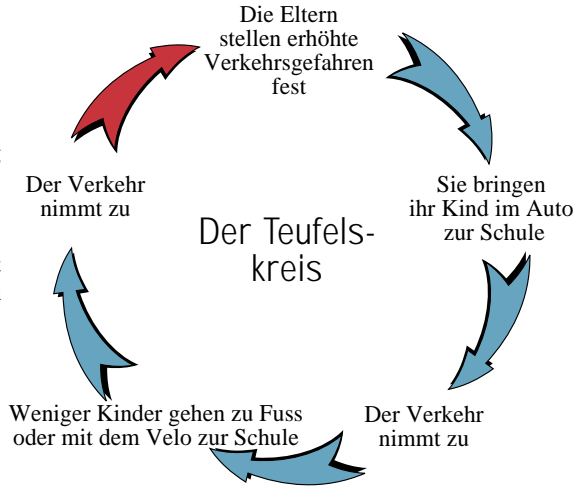 Die Eltern
stellen erhöhte
Verkehrsgefahren
fest
Sie bringen
ihr Kind im Auto
zur Schule
Der Verkehr
nimmt zu
Weniger Kinder gehen zu Fuss
oder mit dem Velo zur Schule
Der Verkehr
nimmt zu
Der Teufels-
kreis